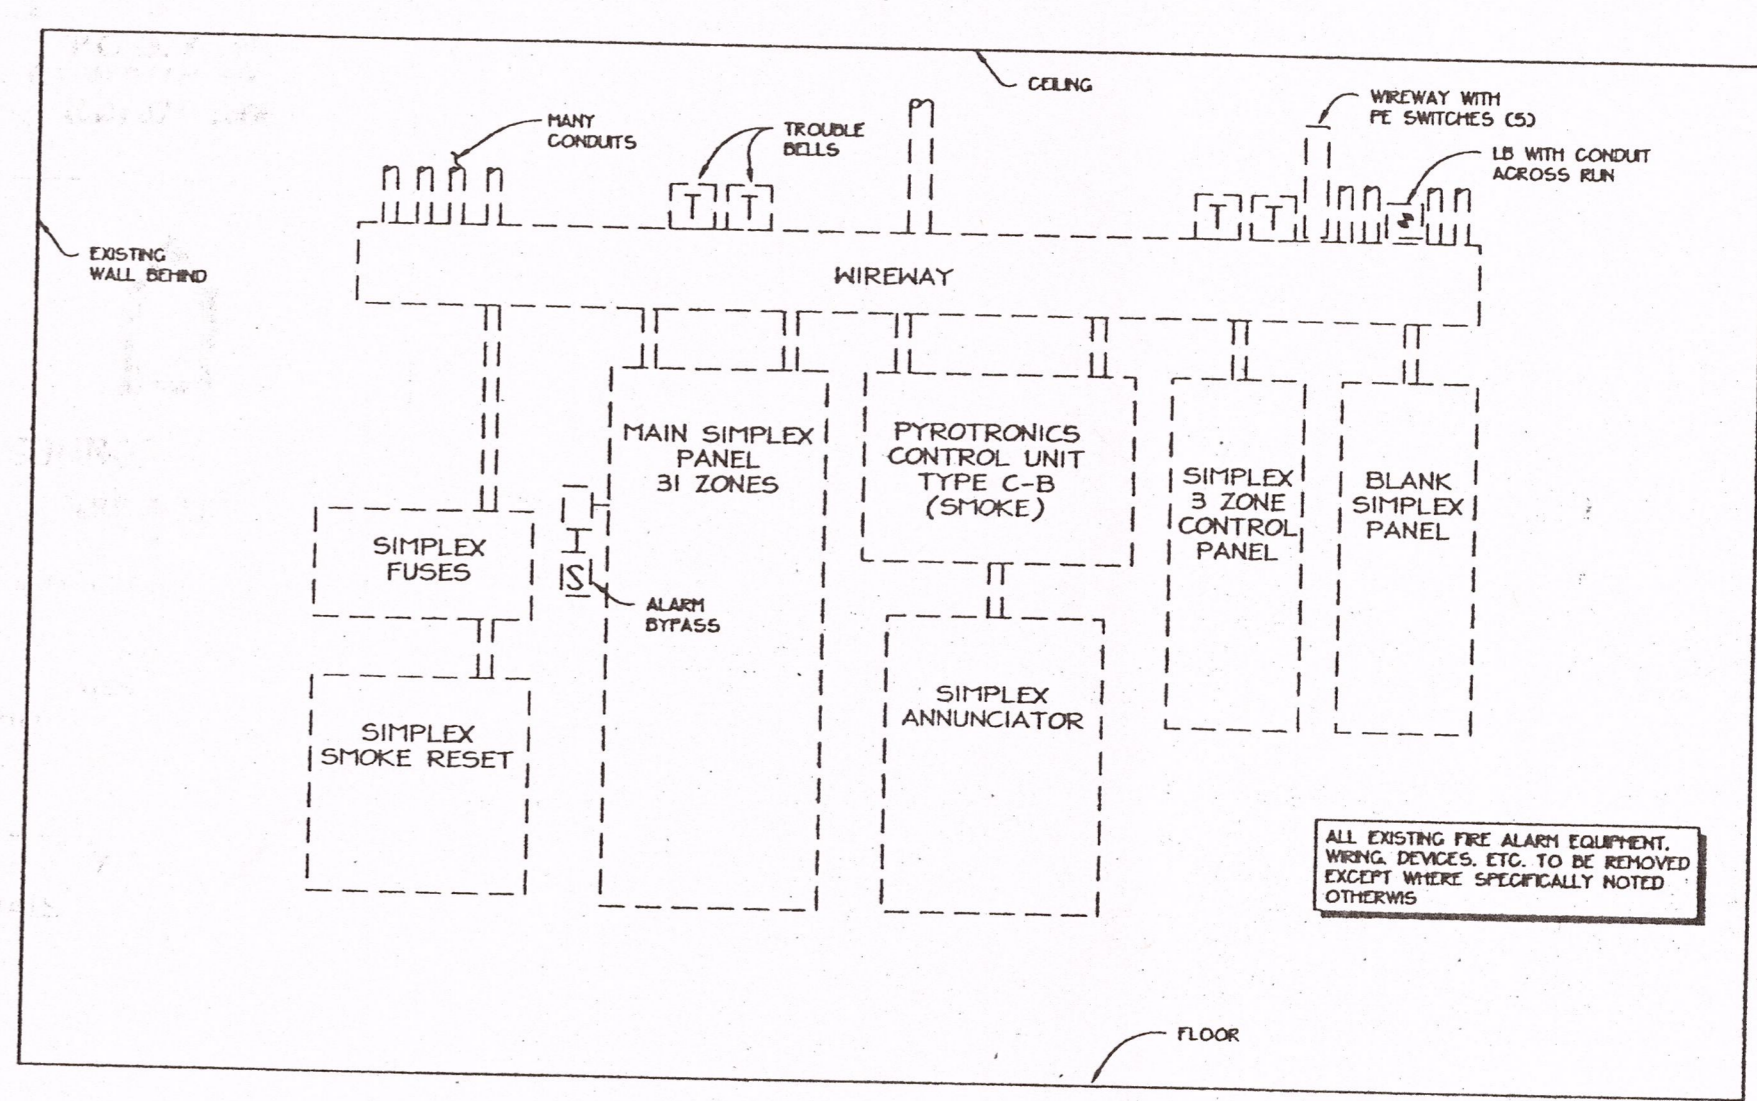 CEILING
MANY
CONDUITS
TROUBLE
BELLS
WIREWAY WITH
PE SWITCHES (5)
LB WITH CONDUIT
ACROSS RUN
T
T
T
T
EXISTING
WALL BEHIND
WIREWAY
MAIN SIMPLEX
PANEL
31 ZONES
PYROTRONICS
CONTROL UNIT
TYPE C-B
(SMOKE)
SIMPLEX
3 ZONE
CONTROL
PANEL
BLANK
SIMPLEX
PANEL
SIMPLEX
FUSES
S
ALARM
BYPASS
SIMPLEX
SMOKE RESET
SIMPLEX
ANNUNCIATOR
ALL EXISTING FIRE ALARM EQUIPMENT,
WIRING, DEVICES, ETC. TO BE REMOVED
EXCEPT WHERE SPECIFICALLY NOTED
OTHERWIS
FLOOR